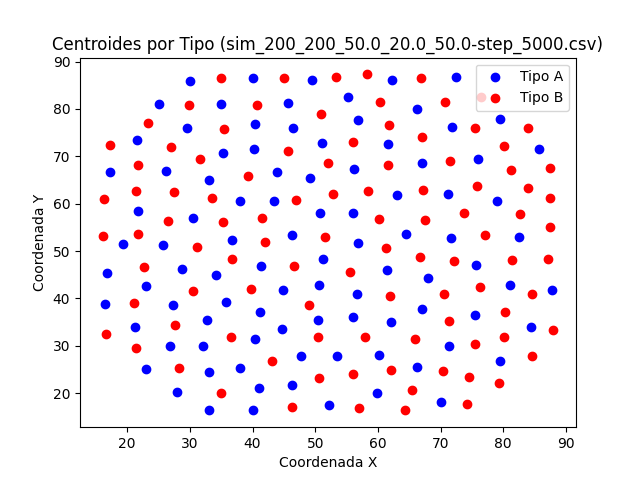 Centroides por Tipo (sim_200_200_50.0_20.0_50.0-step_5000.csv)
Tipo A
Tipo B
90
80
70
60
50
40
30
20
Coordenada Y
20 30 40 50 60 70 80 90
Coordenada X